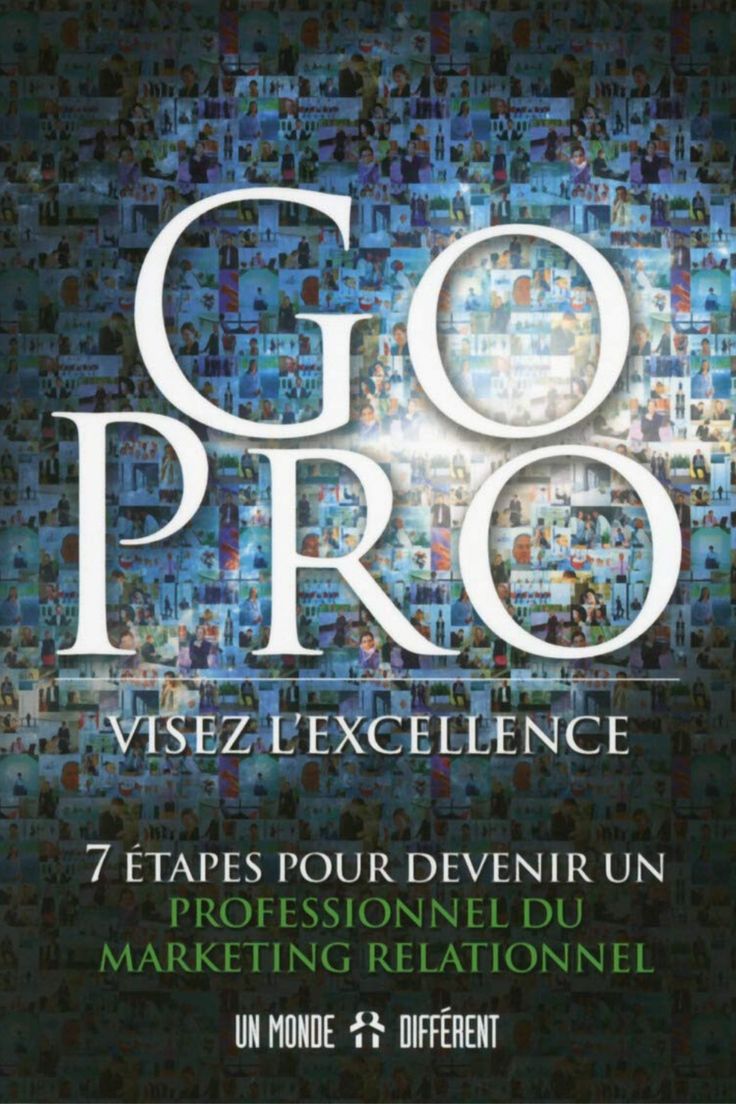 GO
PRO
VISEZ L'EXCELLENCE
7 ÉTAPES POUR DEVENIR UN
PROFESSIONNEL DU
MARKETING RELATIONNEL
UN MONDE DIFFÉRENT